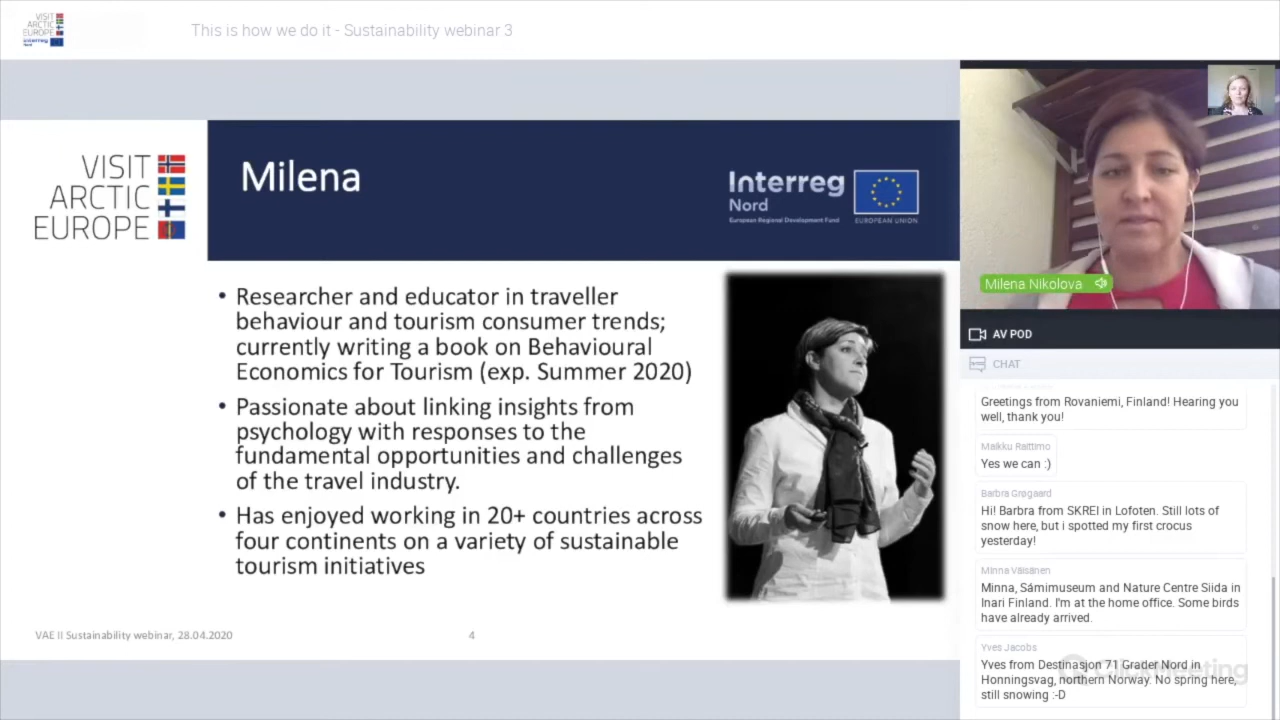 VISIT
ARCTIC
EUROPE
This is how we do it - Sustainability webinar 3
VISIT
ARCTIC
EUROPE
Milena
Interreg
Nord
European Regional Development Fund
EUROPEAN UNION
• Researcher and educator in traveller
behaviour and tourism consumer trends;
currently writing a book on Behavioural
Economics for Tourism (exp. Summer 2020)
• Passionate about linking insights from
psychology with responses to the
fundamental opportunities and challenges
of the travel industry.
• Has enjoyed working in 20+ countries across
four continents on a variety of sustainable
tourism initiatives
VAE II Sustainability webinar, 28.04.2020
4
Milena Nikolova
AV POD
CHAT
Greetings from Rovaniemi, Finland! Hearing you
well, thank you!
Maikku Raittimo
Yes we can :)
Barbra Grøgaard
Hi! Barbra from SKREI in Lofoten. Still lots of
snow here, but i spotted my first crocus
yesterday!
Minna Väisänen
Minna, Sámimuseum and Nature Centre Siida in
Inari Finland. I'm at the home office. Some birds
have already arrived.
Yves Jacobs
Yves from Destinasjon 71 Grader Nord in
Honningsvag, northern Norway. No spring here,
still snowing :-D
ClickMeeting